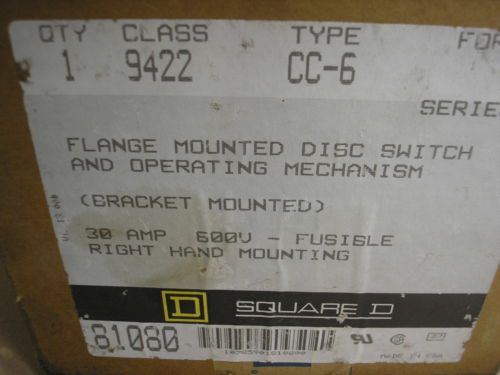 QTY CLASS TYPE FOR
1 9422 CC-6
SERIES
FLANGE MOUNTED DISC SWITCH
AND OPERATING MECHANISM
(BRACKET MOUNTED)
30 AMP 600V - FUSIBLE
RIGHT HAND MOUNTING
D SQUARE D
81080
MADE IN USA